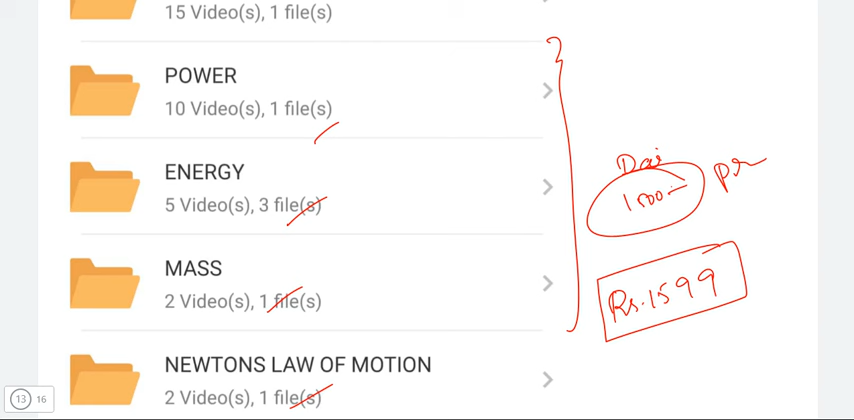 15 Video(s), 1 file(s)
POWER
10 Video(s), 1 file(s)
ENERGY
5 Video(s), 3 file(s)
MASS
2 Video(s), 1 file(s)
NEWTONS LAW OF MOTION
2 Video(s), 1 file(s)
1500
Rs.1599
13 16